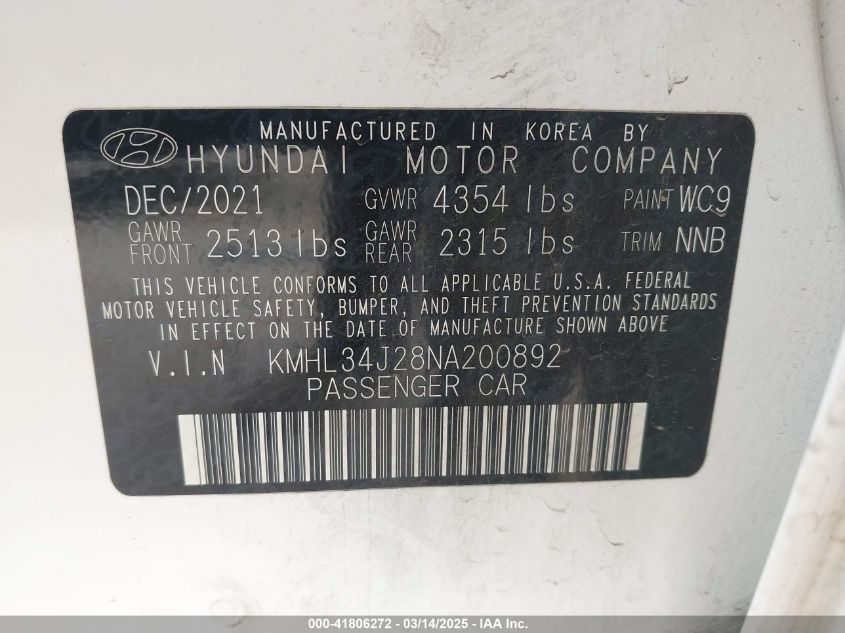 MANUFACTURED IN KOREA BY
HYUNDAI MOTOR COMPANY
DEC/2021 GVWR 4354 lbs PAINT WC9
GAWR FRONT 2513 lbs GAWR REAR 2315 lbs TRIM NNB
THIS VEHICLE CONFORMS TO ALL APPLICABLE U.S.A. FEDERAL
MOTOR VEHICLE SAFETY, BUMPER, AND THEFT PREVENTION STANDARDS
IN EFFECT ON THE DATE OF MANUFACTURE SHOWN ABOVE
V.I.N KMHL34J28NA200892
PASSENGER CAR
000-41806272 - 03/14/2025 - IAA Inc.